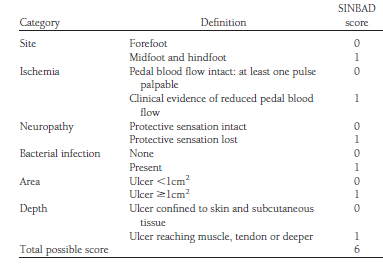 SINBAD
Category Definition score
Site Forefoot 0
Midfoot and hindfoot 1
Ischemia Pedal blood flow intact: at least one pulse 0
palpable
Clinical evidence of reduced pedal blood 1
flow
Neuropathy Protective sensation intact 0
Protective sensation lost 1
Bacterial infection None 0
Present 1
Area Ulcer <1cm² 0
Ulcer ≥1cm² 1
Depth Ulcer confined to skin and subcutaneous 0
tissue
Ulcer reaching muscle, tendon or deeper 1
Total possible score 6